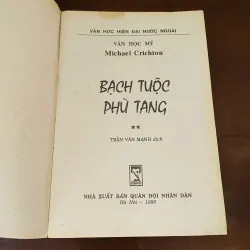 VĂN HỌC HIỆN ĐẠI NƯỚC NGOÀI
VĂN HỌC MỸ
Michael Crichton
BẠCH TUỘC
PHÙ TANG
**
TRẦN VĂN MẠNH dịch
NHÀ XUẤT BẢN QUÂN ĐỘI NHÂN DÂN
Hà Nội - 1995